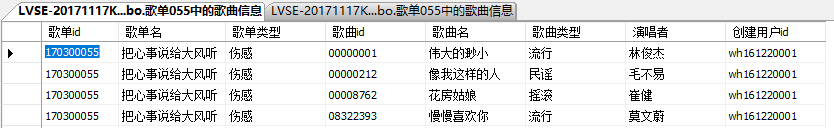 LVSE-20171117K...bo.歌单055中的歌曲信息 LVSE-20171117K...bo.歌单055中的歌曲信息
歌单id 歌单名 歌单类型 歌曲id 歌曲名 歌曲类型 演唱者 创建用户id
170300055 把心事说给大风听 伤感 00000001 伟大的渺小 流行 林俊杰 wh161220001
170300055 把心事说给大风听 伤感 00000212 像我这样的人 民谣 毛不易 wh161220001
170300055 把心事说给大风听 伤感 00008762 花房姑娘 摇滚 崔健 wh161220001
170300055 把心事说给大风听 伤感 08322393 慢慢喜欢你 流行 莫文蔚 wh161220001